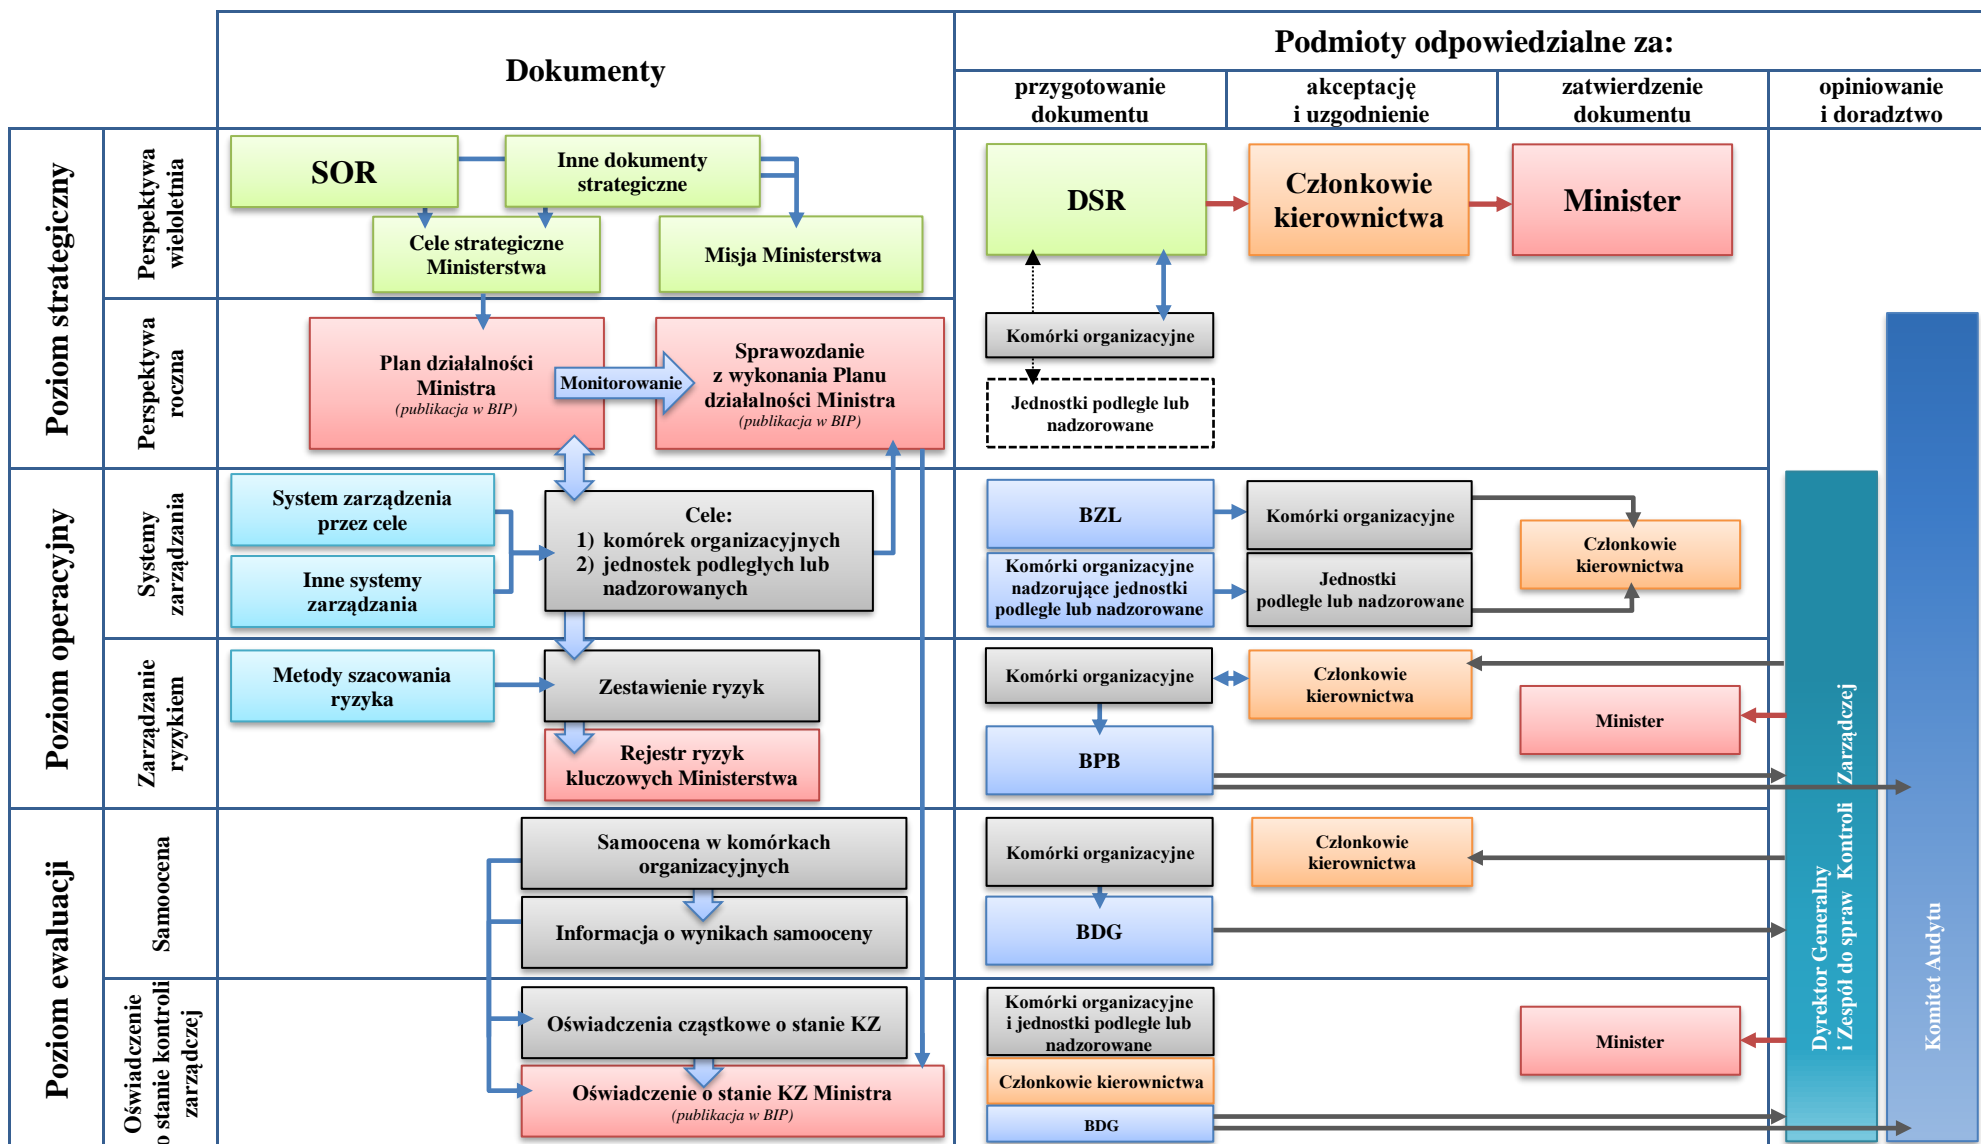 Dokumenty
Podmioty odpowiedzialne za:
przygotowanie
dokumentu
akceptację
i uzgodnienie
zatwierdzenie
dokumentu
opiniowanie
i doradztwo
Poziom strategiczny
Perspektywa
wieloletnia
SOR
Inne dokumenty
strategiczne
Cele strategiczne
Ministerstwa
Misja Ministerstwa
DSR
Członkowie
kierownictwa
Minister
Perspektywa
roczna
Plan działalności
Ministra
(publikacja w BIP)
Monitorowanie
Sprawozdanie
z wykonania Planu
działalności Ministra
(publikacja w BIP)
Komórki organizacyjne
Jednostki podległe lub
nadzorowane
Poziom operacyjny
Systemy
zarządzania
System zarządzenia
przez cele
Inne systemy
zarządzania
Cele:
1) komórek organizacyjnych
2) jednostek podległych lub
nadzorowanych
BZL
Komórki organizacyjne
Członkowie
kierownictwa
Komórki organizacyjne
nadzorujące jednostki
podległe lub nadzorowane
Jednostki
podległe lub nadzorowane
Zarządzanie
ryzykiem
Metody szacowania
ryzyka
Zestawienie ryzyk
Rejestr ryzyk
kluczowych Ministerstwa
Komórki organizacyjne
Członkowie
kierownictwa
Minister
BPB
Poziom ewaluacji
Samoocena
Samoocena w komórkach
organizacyjnych
Informacja o wynikach samooceny
Komórki organizacyjne
Członkowie
kierownictwa
BDG
Oświadczenie
o stanie kontroli
zarządczej
Oświadczenia cząstkowe o stanie KZ
Oświadczenie o stanie KZ Ministra
(publikacja w BIP)
Komórki organizacyjne
i jednostki podległe lub
nadzorowane
Członkowie kierownictwa
BDG
Minister
Dyrektor Generalny
i Zespół do spraw Kontroli Zarządczej
Komitet Audytu